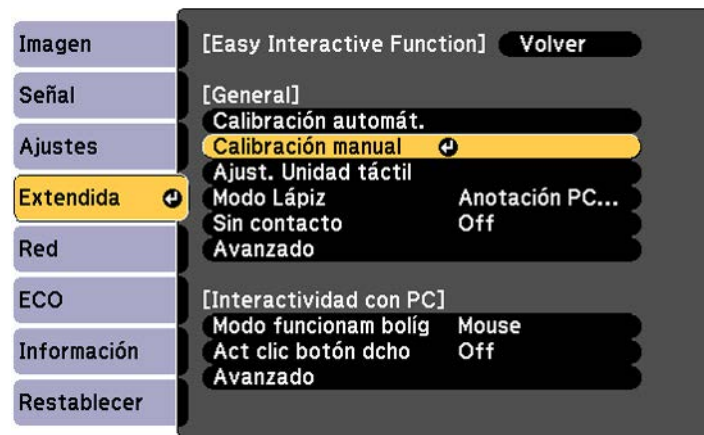 Imagen
Señal
Ajustes
Extendida
Red
ECO
Información
Restablecer
[Easy Interactive Function] Volver
[General]
Calibración automát.
Calibración manual
Ajust. Unidad táctil
Modo Lápiz Anotación PC...
Sin contacto Off
Avanzado
[Interactividad con PC]
Modo funcionam bolíg Mouse
Act clic botón dcho Off
Avanzado